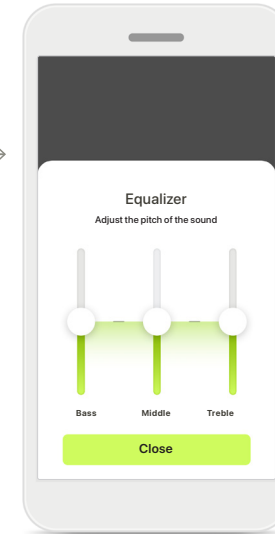 Equalizer
Adjust the pitch of the sound
Bass Middle Treble
Close